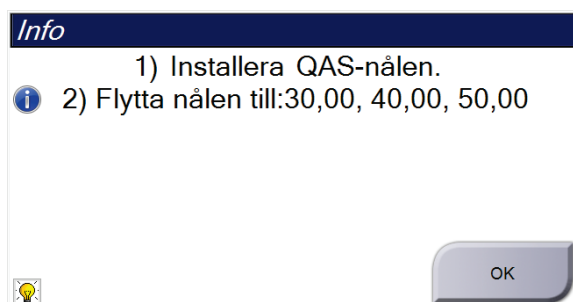 Info
1) Installera QAS-nålen.
2) Flytta nålen till:30,00, 40,00, 50,00
OK